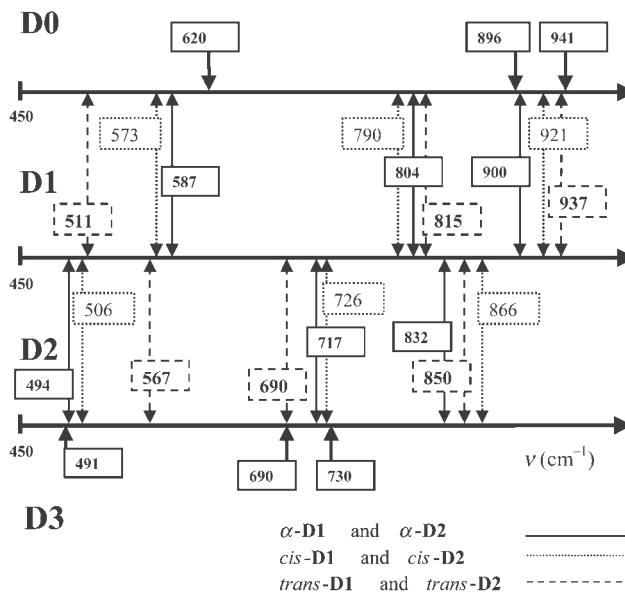 D0
620 896 941
450
573 790 921
D1
587 804 900
511 815 937
450
506 726 866
D2
717 832
494 567 690 850
450
491 690 730
ν (cm⁻¹)
D3
α-D1 and α-D2
cis-D1 and cis-D2
trans-D1 and trans-D2